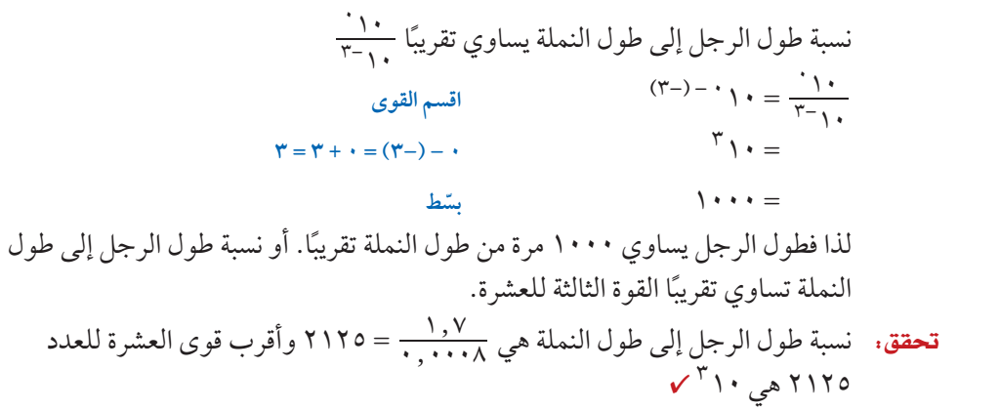 نسبة طول الرجل إلى طول النملة يساوي تقريبًا ١٠^٠ / ١٠^(-٣)
١٠^٠ / ١٠^(-٣) = ١٠^(٠ - (-٣)) اقسم القوى
= ١٠^٣ ٠ - (-٣) = ٠ + ٣ = ٣
= ١٠٠٠ بسّط
لذا فطول الرجل يساوي ١٠٠٠ مرة من طول النملة تقريبًا. أو نسبة طول الرجل إلى طول
النملة تساوي تقريبًا القوة الثالثة للعشرة.
تحقق: نسبة طول الرجل إلى طول النملة هي ١,٧ / ٠,٠٠٠٨ = ٢١٢٥ وأقرب قوى العشرة للعدد
٢١٢٥ هي ١٠^٣ ✓